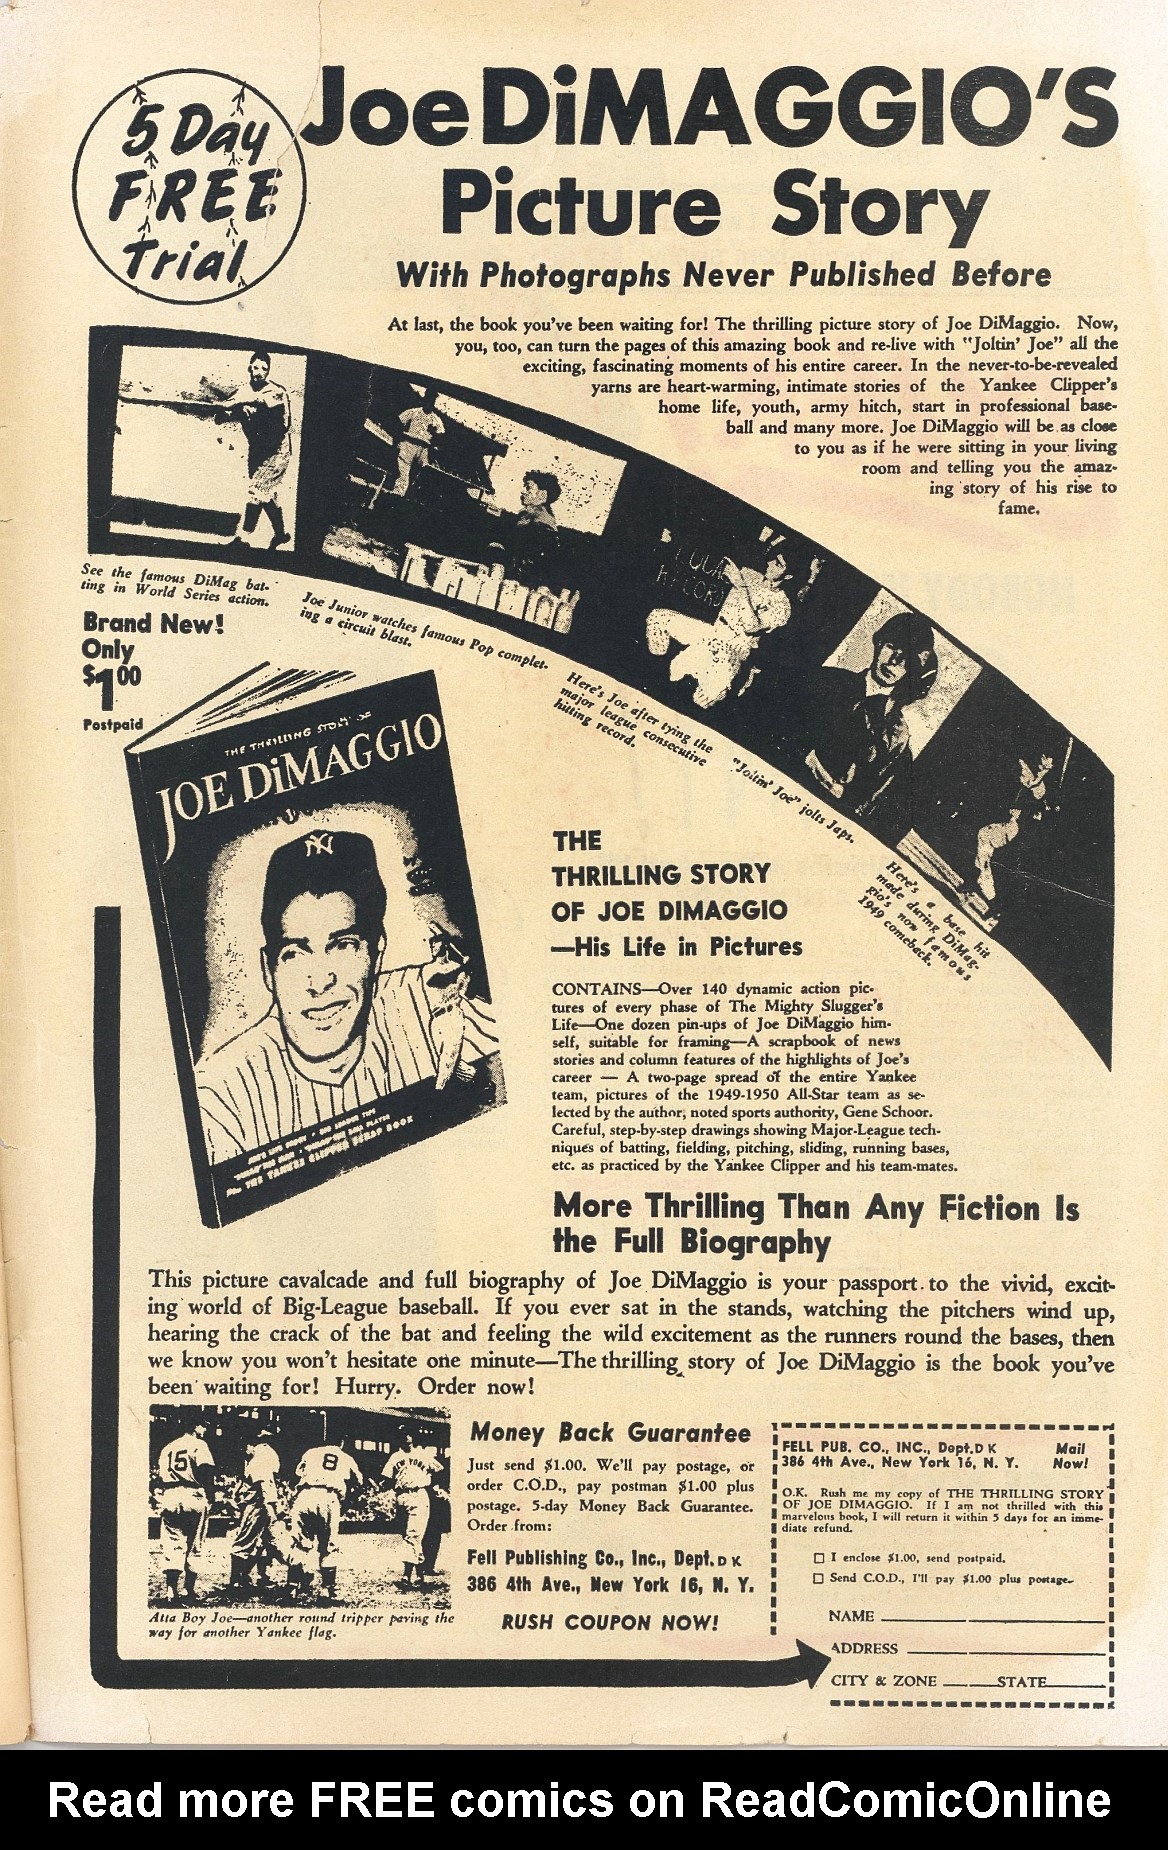 5 Day
FREE
Trial
Joe DiMAGGIO'S
Picture Story
With Photographs Never Published Before
At last, the book you've been waiting for! The thrilling picture story of Joe DiMaggio. Now,
you, too, can turn the pages of this amazing book and re-live with "Joltin' Joe" all the
exciting, fascinating moments of his entire career. In the never-to-be-revealed
yarns are heart-warming, intimate stories of the Yankee Clipper's
home life, youth, army hitch, start in professional base-
ball and many more. Joe DiMaggio will be as close
to you as if he were sitting in your living
room and telling you the amaz-
ing story of his rise to
fame.
See the famous DiMag bat-
ting in World Series action.
Joe Junior watches famous Pop complet-
ing a circuit blast.
Here's Joe after tying the
major league consecutive
hitting record.
"Joltin' Joe" jolts Japs.
Here's a base hit
made during DiMag-
gio's now famous
1949 comeback.
Brand New!
Only
$1.00
Postpaid
THE THRILLING STORY OF
JOE DiMAGGIO
NY
THE YANKEE CLIPPER SCRAP BOOK
THE
THRILLING STORY
OF JOE DIMAGGIO
—His Life in Pictures
CONTAINS—Over 140 dynamic action pic-
tures of every phase of The Mighty Slugger's
Life—One dozen pin-ups of Joe DiMaggio him-
self, suitable for framing—A scrapbook of news
stories and column features of the highlights of Joe's
career — A two-page spread of the entire Yankee
team, pictures of the 1949-1950 All-Star team as se-
lected by the author, noted sports authority, Gene Schoor.
Careful, step-by-step drawings showing Major-League tech-
niques of batting, fielding, pitching, sliding, running bases,
etc. as practiced by the Yankee Clipper and his team-mates.
More Thrilling Than Any Fiction Is
the Full Biography
This picture cavalcade and full biography of Joe DiMaggio is your passport to the vivid, excit-
ing world of Big-League baseball. If you ever sat in the stands, watching the pitchers wind up,
hearing the crack of the bat and feeling the wild excitement as the runners round the bases, then
we know you won't hesitate one minute—The thrilling story of Joe DiMaggio is the book you've
been waiting for! Hurry. Order now!
15
8
NEW YORK
Atta Boy Joe—another round tripper paving the
way for another Yankee flag.
Money Back Guarantee
Just send $1.00. We'll pay postage, or
order C.O.D., pay postman $1.00 plus
postage. 5-day Money Back Guarantee.
Order from:
Fell Publishing Co., Inc., Dept. D K
386 4th Ave., New York 16, N. Y.
RUSH COUPON NOW!
FELL PUB. CO., INC., Dept. D K Mail
386 4th Ave., New York 16, N. Y. Now!
O.K. Rush me my copy of THE THRILLING STORY
OF JOE DIMAGGIO. If I am not thrilled with this
marvelous book, I will return it within 5 days for an imme-
diate refund.
☐ I enclose $1.00, send postpaid.
☐ Send C.O.D., I'll pay $1.00 plus postage.
NAME
ADDRESS
CITY & ZONE STATE
Read more FREE comics on ReadComicOnline